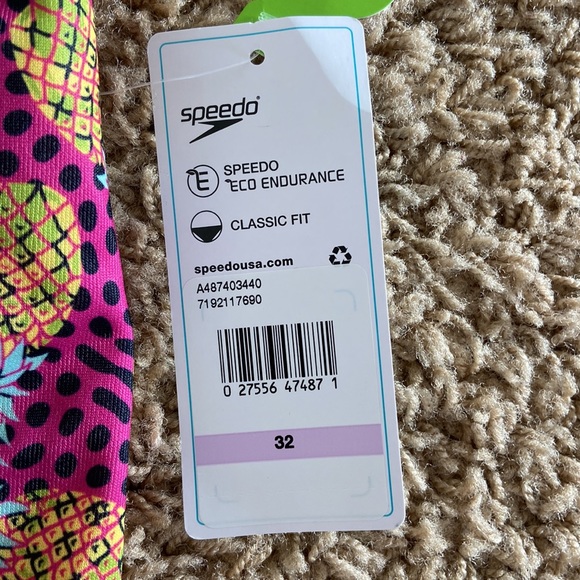 speedo
SPEEDO
ECO ENDURANCE
CLASSIC FIT
speedousa.com
A487403440
7192117690
0 27556 47487 1
32